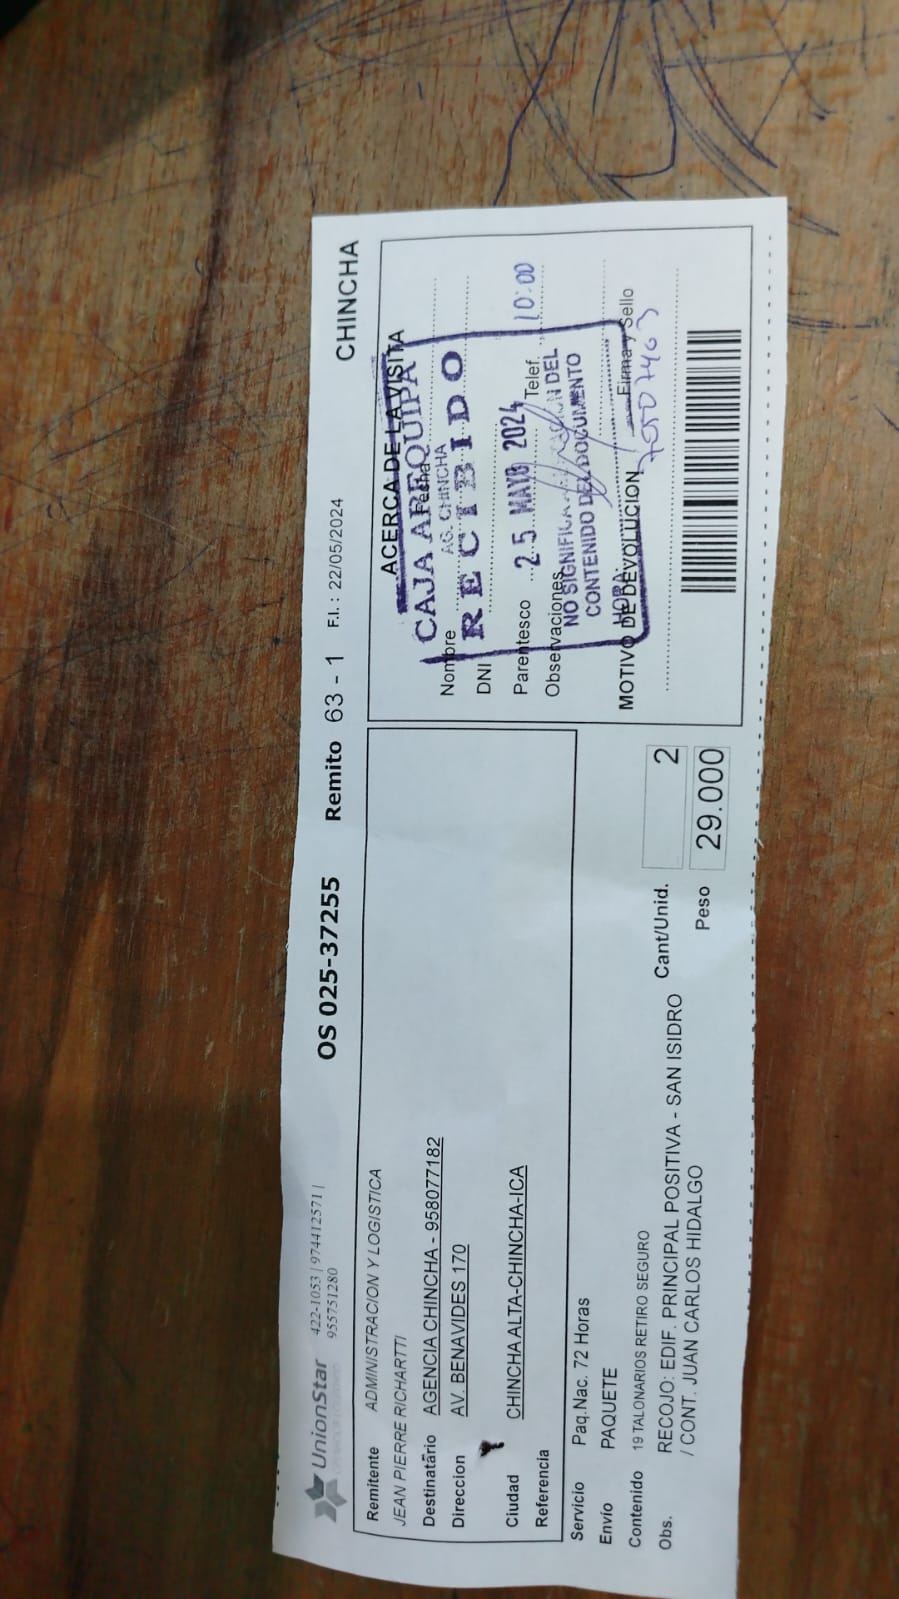 UnionStar 422-1053 | 974412571 |
955751280
OS 025-37255 Remito 63 - 1 F.I.: 22/05/2024 CHINCHA
Remitente ADMINISTRACION Y LOGISTICA
JEAN PIERRE RICHARTTI
Destinatário AGENCIA CHINCHA - 958077182
Direccion AV. BENAVIDES 170
Ciudad CHINCHA ALTA-CHINCHA-ICA
Referencia
Servicio Paq.Nac. 72 Horas
Envío PAQUETE
Contenido 19 TALONARIOS RETIRO SEGURO
Obs. RECOJO: EDIF. PRINCIPAL POSITIVA - SAN ISIDRO
/ CONT. JUAN CARLOS HIDALGO
Cant/Unid. 2
Peso 29.000
ACERCA DE LA VISITA
Fecha
Nombre
DNI
Parentesco Telef.
Observaciones
MOTIVO DE DEVOLUCION Firma y Sello
CAJA AREQUIPA
AG. CHINCHA
RECIBIDO
25 MAYO 2024 10:00
NO SIGNIFICA DEL
CONTENIDO DEL DOCUMENTO
HORA: